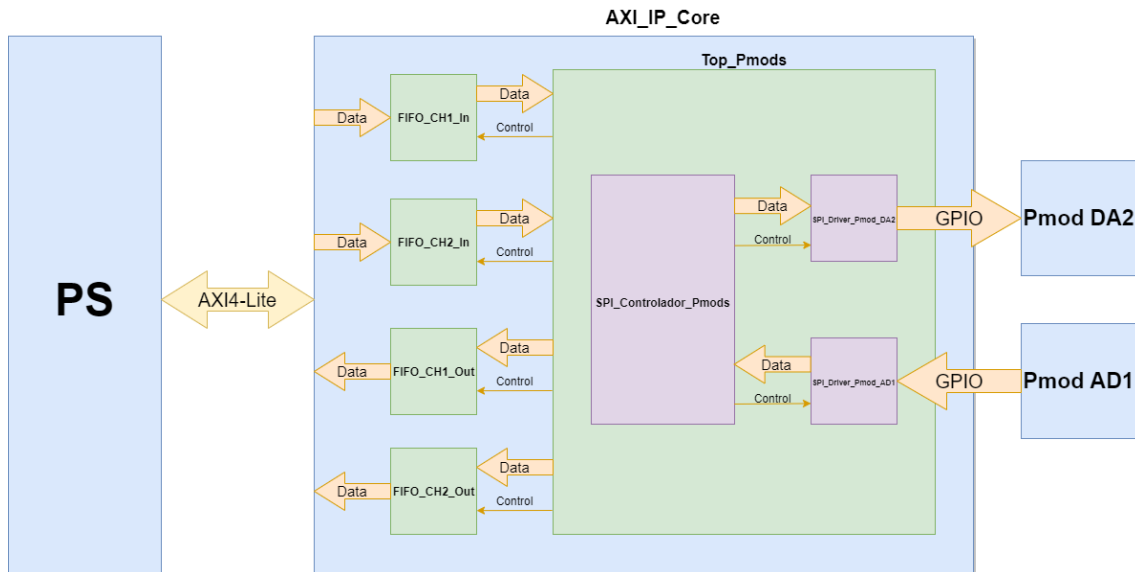 AXI_IP_Core
PS
AXI4-Lite
Top_Pmods
Data
FIFO_CH1_In
Data
Control
Data
FIFO_CH2_In
Data
Control
Data
FIFO_CH1_Out
Data
Control
Data
FIFO_CH2_Out
Data
Control
SPI_Controlador_Pmods
Data
Control
SPI_Driver_Pmod_DA2
Data
Control
SPI_Driver_Pmod_AD1
GPIO
Pmod DA2
GPIO
Pmod AD1